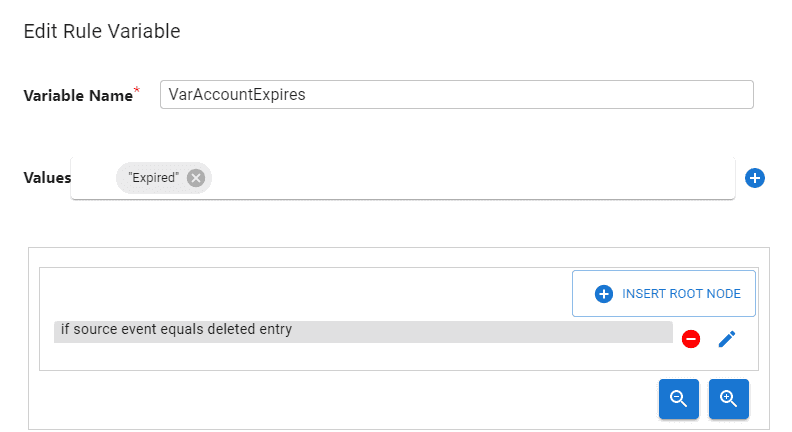 Edit Rule Variable
Variable Name* VarAccountExpires
Values "Expired"
INSERT ROOT NODE
if source event equals deleted entry